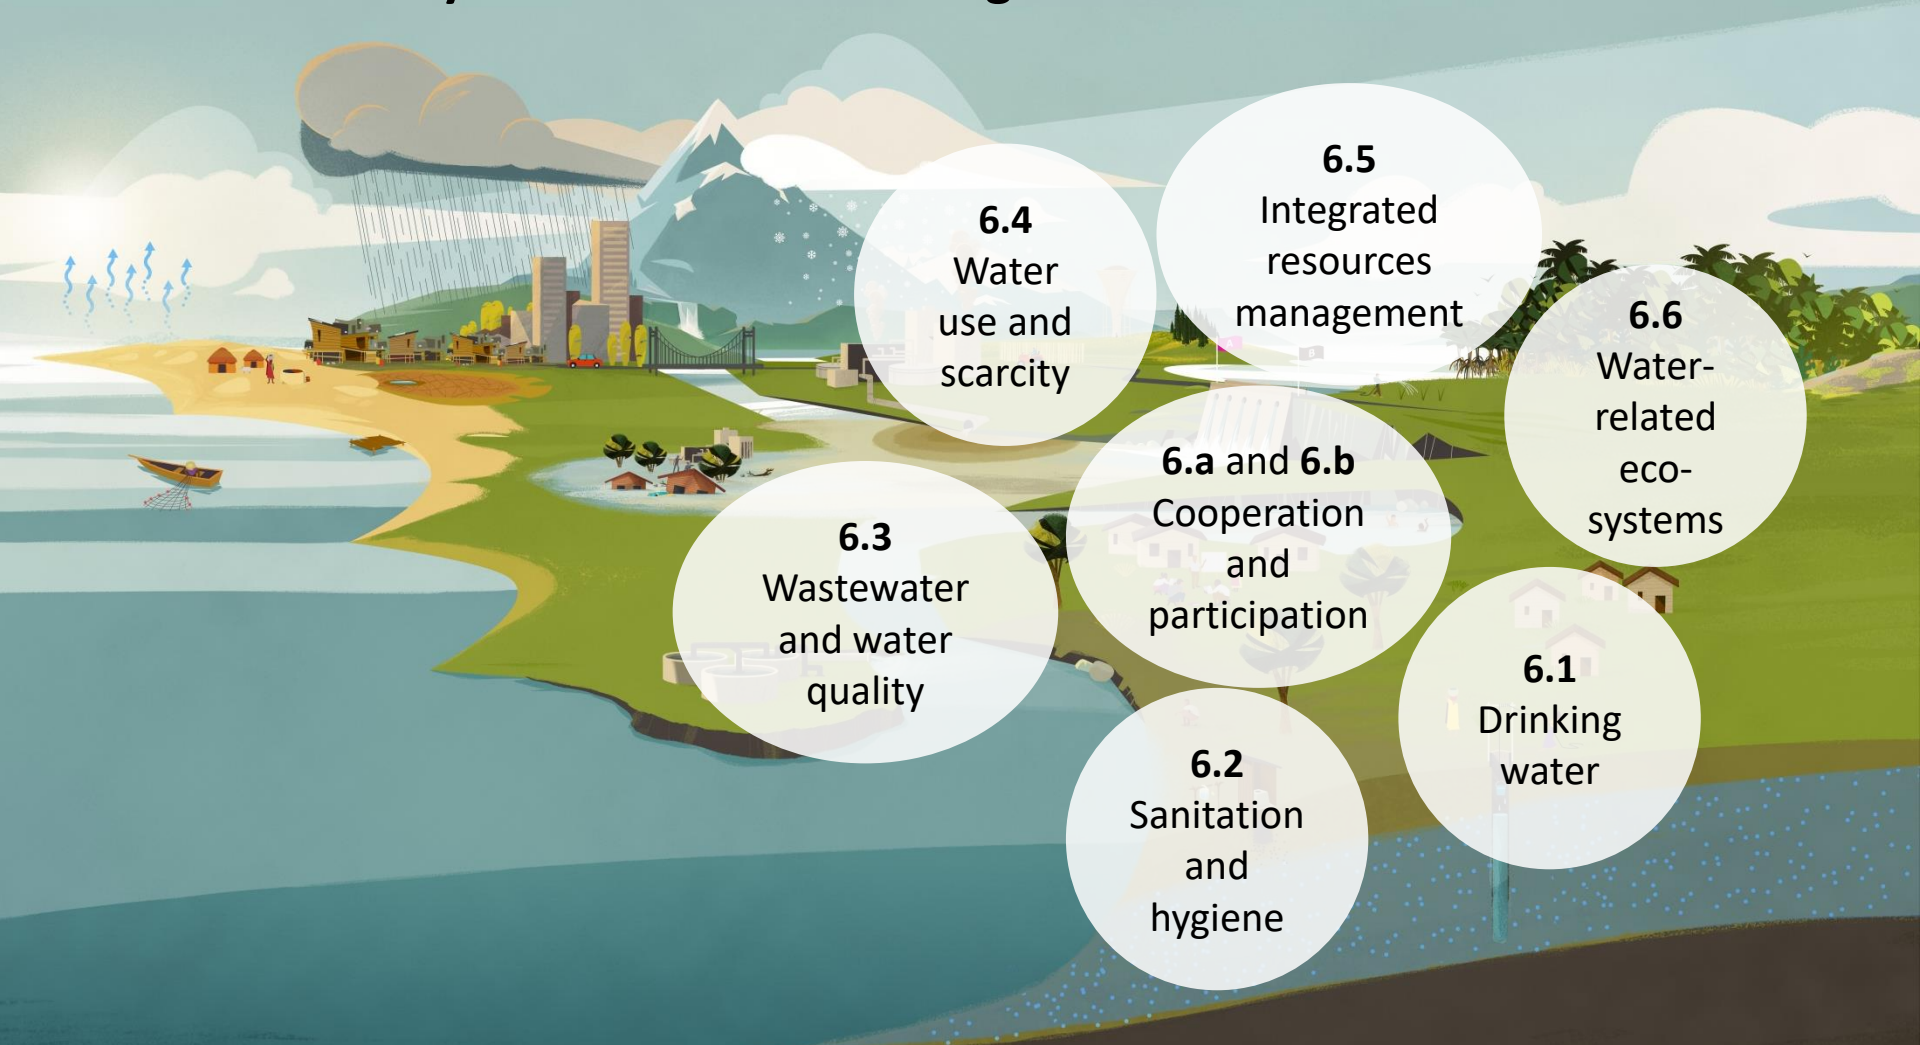 6.4
Water
use and
scarcity
6.5
Integrated
resources
management
6.6
Water-
related
eco-
systems
6.a and 6.b
Cooperation
and
participation
6.3
Wastewater
and water
quality
6.1
Drinking
water
6.2
Sanitation
and
hygiene